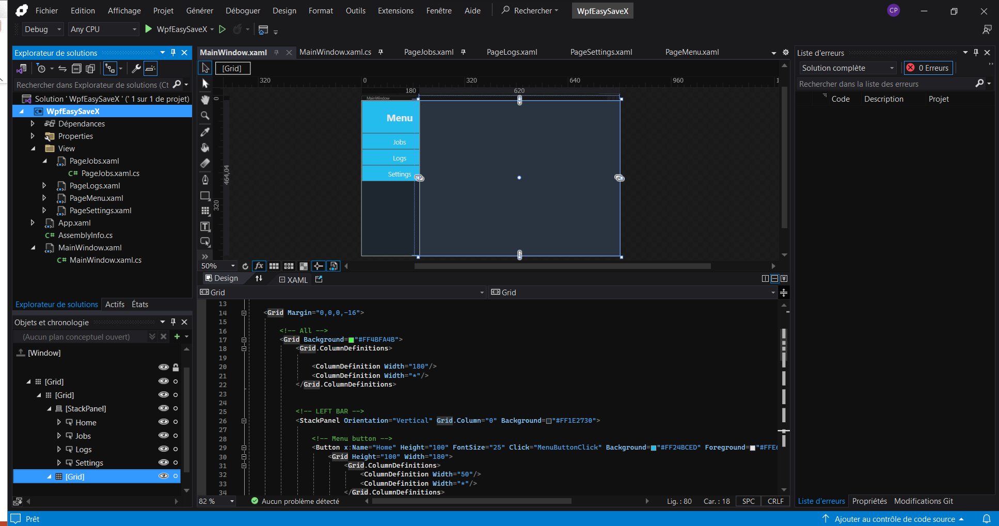 Fichier Edition Affichage Projet Générer Déboguer Design Format Outils Extensions Fenêtre Aide Rechercher WpfEasySaveX CP
Debug Any CPU WpfEasySaveX
Explorateur de solutions
Rechercher dans Explorateur de solutions (Ct
Solution ' WpfEasySaveX ' (' 1 sur 1 de projet)
WpfEasySaveX
Dépendances
Properties
View
PageJobs.xaml
C# PageJobs.xaml.cs
PageLogs.xaml
PageMenu.xaml
PageSettings.xaml
App.xaml
C# AssemblyInfo.cs
MainWindow.xaml
C# MainWindow.xaml.cs
Explorateur de solutions Actifs États
Objets et chronologie
(Aucun plan conceptuel ouvert)
[Window]
[Grid]
[Grid]
[StackPanel]
Home
Jobs
Logs
Settings
[Grid]
MainWindow.xaml MainWindow.xaml.cs PageJobs.xaml PageLogs.xaml PageSettings.xaml PageMenu.xaml
[Grid]
320 0 320 640 960 1
180 620
0
MainWindow
Menu
Jobs
Logs
Settings
464,04
320
50% fx
Design XAML
Grid Grid
13
14 <Grid Margin="0,0,0,-16">
15
16 <!-- All -->
17 <Grid Background="#FF4BFA4B">
18 <Grid.ColumnDefinitions>
19
20 <ColumnDefinition Width="180"/>
21 <ColumnDefinition Width="*"/>
22 </Grid.ColumnDefinitions>
23
24
25 <!-- LEFT BAR -->
26 <StackPanel Orientation="Vertical" Grid.Column="0" Background="#FF1E2730">
27
28 <!-- Menu button -->
29 <Button x:Name="Home" Height="100" FontSize="25" Click="MenuButtonClick" Background="#FF24BCED" Foreground="#FFE6
30 <Grid Height="100" Width="180">
31 <Grid.ColumnDefinitions>
32 <ColumnDefinition Width="50"/>
33 <ColumnDefinition Width="*"/>
34 </Grid.ColumnDefinitions>
82 % Aucun problème détecté Lig. : 80 Car. : 18 SPC CRLF
Liste d'erreurs
Solution complète 0 Erreurs
Rechercher dans la liste des erreurs
Code Description Projet
Liste d'erreurs Propriétés Modifications Git
Prêt Ajouter au contrôle de code source